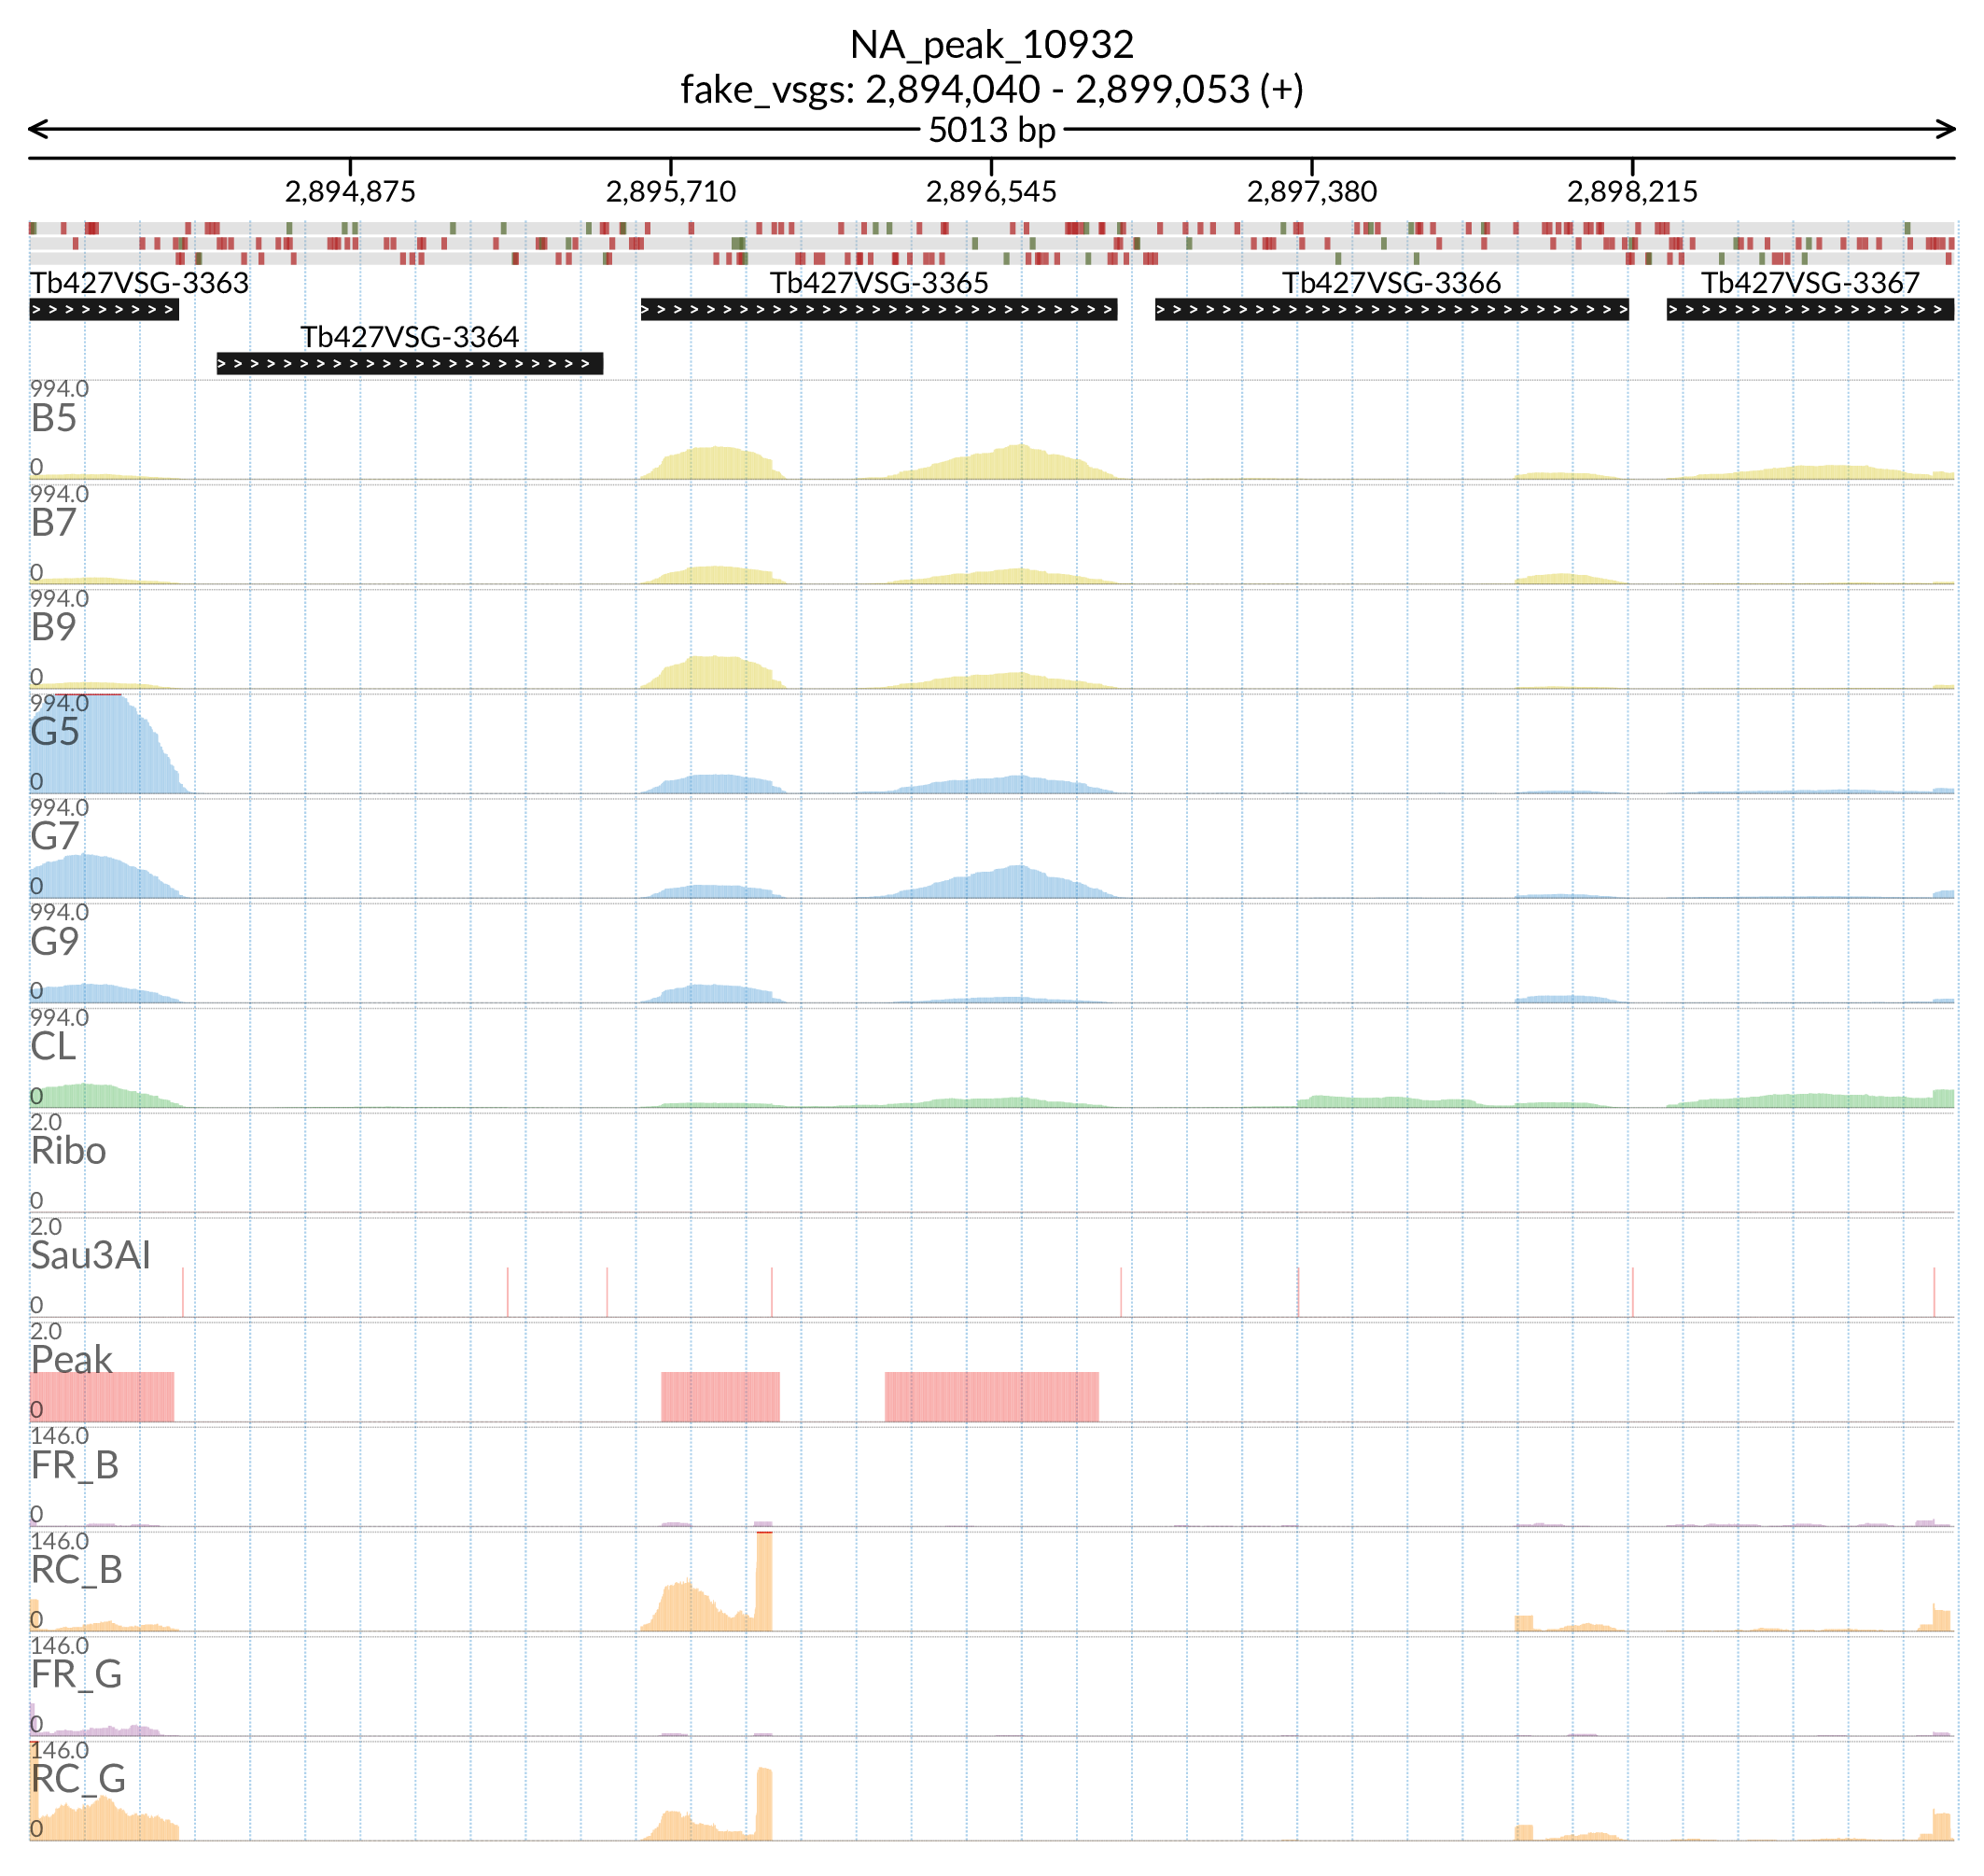 NA_peak_10932
fake_vsgs: 2,894,040 - 2,899,053 (+)
5013 bp
2,894,875 2,895,710 2,896,545 2,897,380 2,898,215
Tb427VSG-3363 Tb427VSG-3365 Tb427VSG-3366 Tb427VSG-3367
Tb427VSG-3364
994.0
B5
0
994.0
B7
0
994.0
B9
0
994.0
G5
0
994.0
G7
0
994.0
G9
0
994.0
CL
0
2.0
Ribo
0
2.0
Sau3AI
0
2.0
Peak
0
146.0
FR_B
0
146.0
RC_B
0
146.0
FR_G
0
146.0
RC_G
0